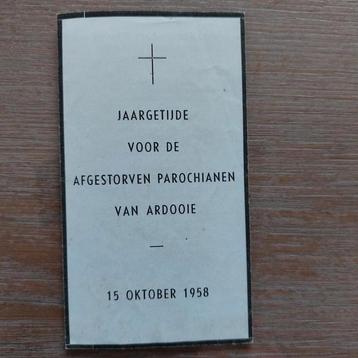 JAARGETIJDE
VOOR DE
AFGESTORVEN PAROCHIANEN
VAN ARDOOIE
—
15 OKTOBER 1958